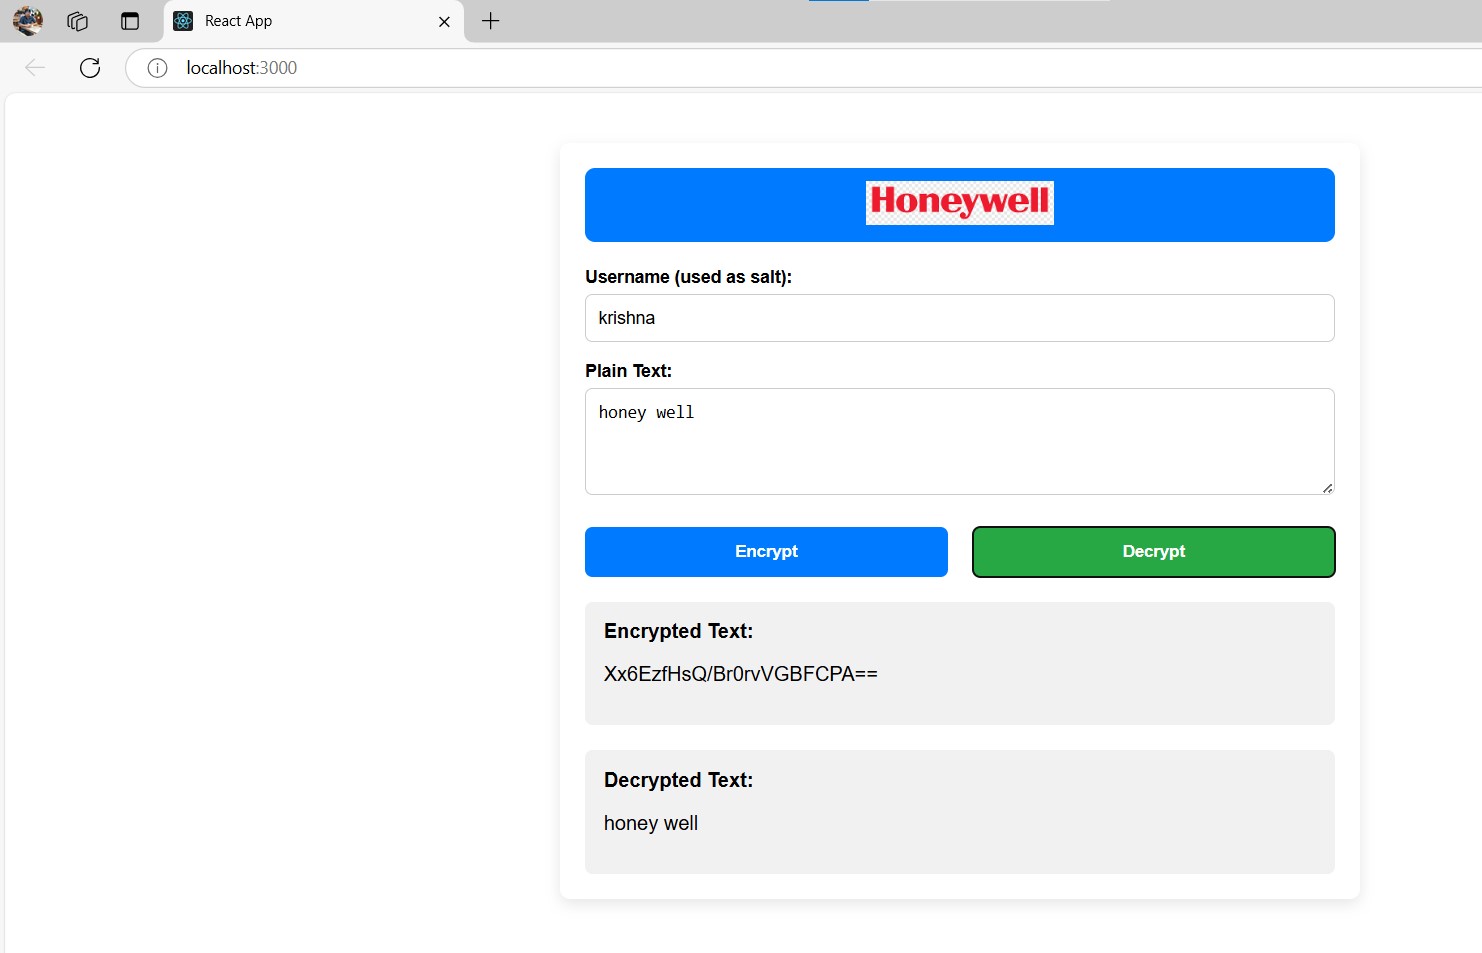 React App
localhost:3000
Honeywell
Username (used as salt):
krishna
Plain Text:
honey well
Encrypt
Decrypt
Encrypted Text:
Xx6EzfHsQ/Br0rvVGBFCPA==
Decrypted Text:
honey well